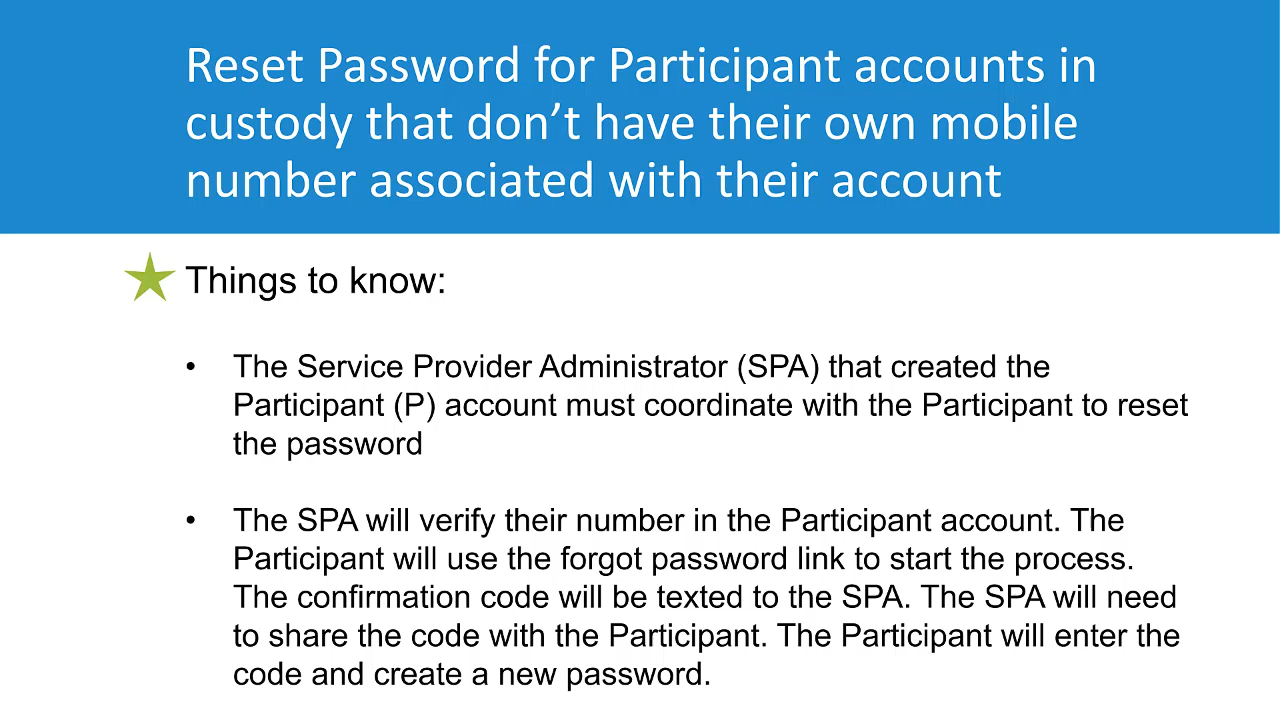 Reset Password for Participant accounts in
custody that don’t have their own mobile
number associated with their account
Things to know:
• The Service Provider Administrator (SPA) that created the
Participant (P) account must coordinate with the Participant to reset
the password
• The SPA will verify their number in the Participant account. The
Participant will use the forgot password link to start the process.
The confirmation code will be texted to the SPA. The SPA will need
to share the code with the Participant. The Participant will enter the
code and create a new password.